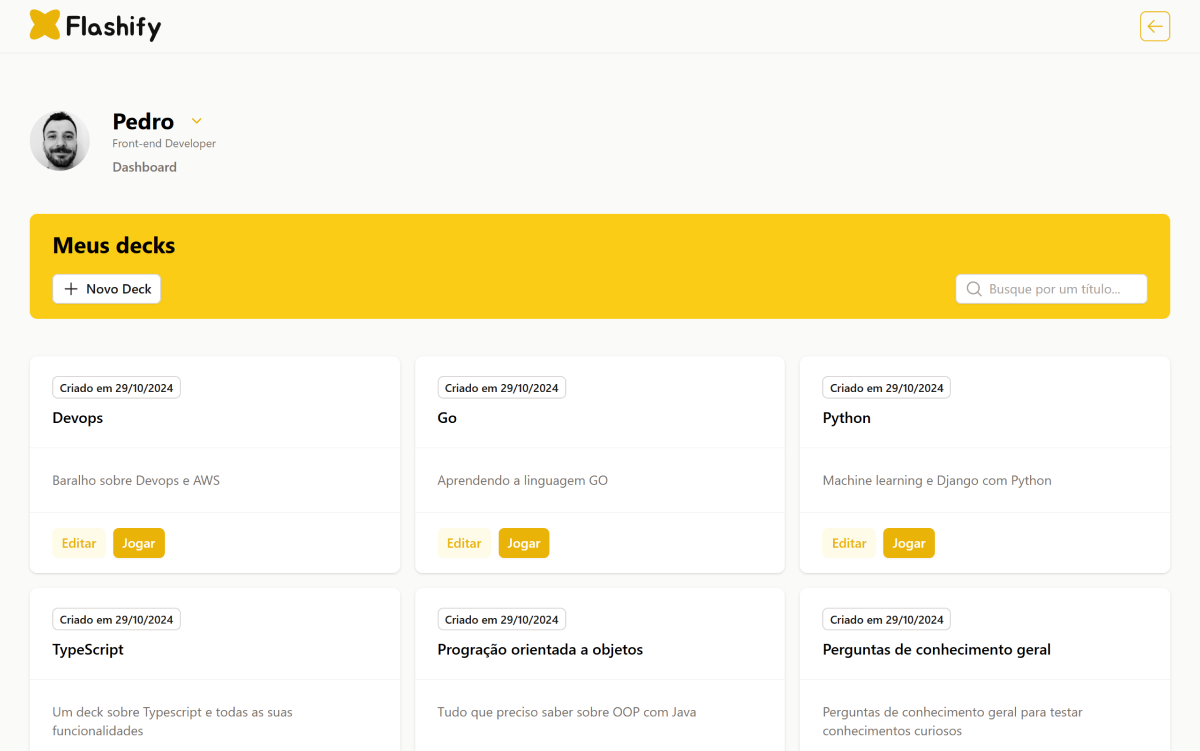 Flashify
Pedro
Front-end Developer
Dashboard
Meus decks
Novo Deck
Busque por um título...
Criado em 29/10/2024
Devops
Baralho sobre Devops e AWS
Editar
Jogar
Criado em 29/10/2024
Go
Aprendendo a linguagem GO
Editar
Jogar
Criado em 29/10/2024
Python
Machine learning e Django com Python
Editar
Jogar
Criado em 29/10/2024
TypeScript
Um deck sobre Typescript e todas as suas
funcionalidades
Criado em 29/10/2024
Progração orientada a objetos
Tudo que preciso saber sobre OOP com Java
Criado em 29/10/2024
Perguntas de conhecimento geral
Perguntas de conhecimento geral para testar
conhecimentos curiosos